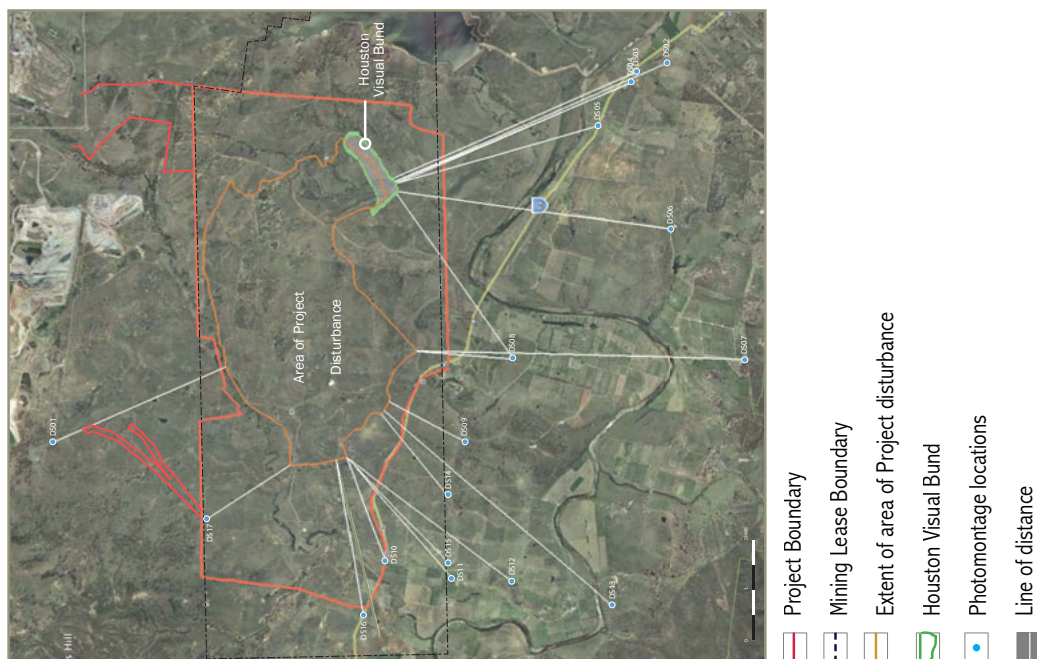 Houston
Visual Bund
Area of Project
Disturbance
DS01
DS02
DS03
DS04
DS05
DS06
DS07
DS08
DS09
DS10
DS11
DS12
DS13
DS14
DS15
DS16
DS17
s Hill
Project Boundary
Mining Lease Boundary
Extent of area of Project disturbance
Houston Visual Bund
Photomontage locations
Line of distance